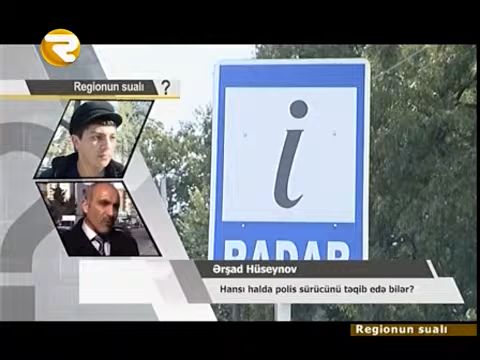 R
Regionun sualı ?
i
RADAR
Ərşad Hüseynov
Hansı halda polis sürücünü təqib edə bilər?
Regionun sualı